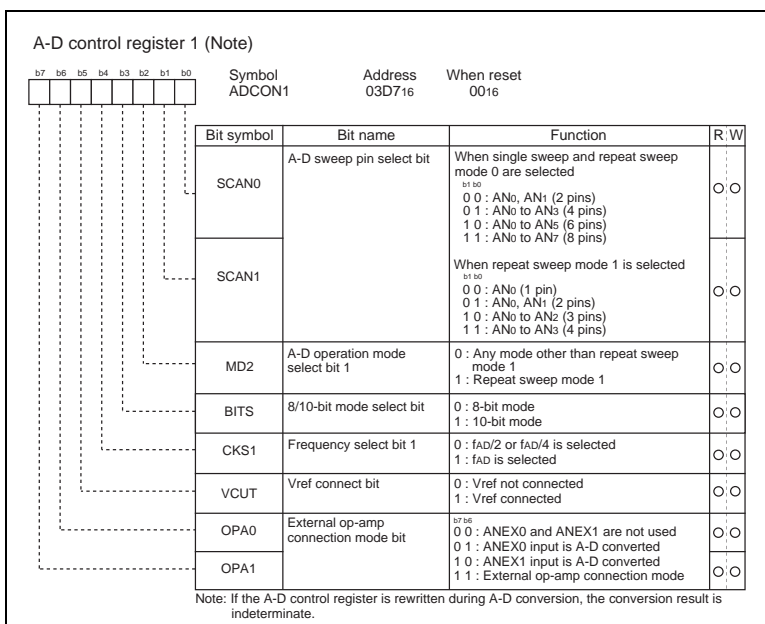 A-D control register 1 (Note)
b7 b6 b5 b4 b3 b2 b1 b0
Symbol Address When reset
ADCON1 03D716 0016
Bit symbol Bit name Function R W
SCAN0 A-D sweep pin select bit When single sweep and repeat sweep
mode 0 are selected
b1 b0
0 0 : AN0, AN1 (2 pins)
0 1 : AN0 to AN3 (4 pins)
1 0 : AN0 to AN5 (6 pins)
1 1 : AN0 to AN7 (8 pins)
SCAN1 When repeat sweep mode 1 is selected
b1 b0
0 0 : AN0 (1 pin)
0 1 : AN0, AN1 (2 pins)
1 0 : AN0 to AN2 (3 pins)
1 1 : AN0 to AN3 (4 pins)
MD2 A-D operation mode
select bit 1
0 : Any mode other than repeat sweep
mode 1
1 : Repeat sweep mode 1
BITS 8/10-bit mode select bit 0 : 8-bit mode
1 : 10-bit mode
CKS1 Frequency select bit 1 0 : fAD/2 or fAD/4 is selected
1 : fAD is selected
VCUT Vref connect bit 0 : Vref not connected
1 : Vref connected
OPA0 External op-amp
connection mode bit
b7 b6
0 0 : ANEX0 and ANEX1 are not used
0 1 : ANEX0 input is A-D converted
OPA1 1 0 : ANEX1 input is A-D converted
1 1 : External op-amp connection mode
Note: If the A-D control register is rewritten during A-D conversion, the conversion result is
indeterminate.